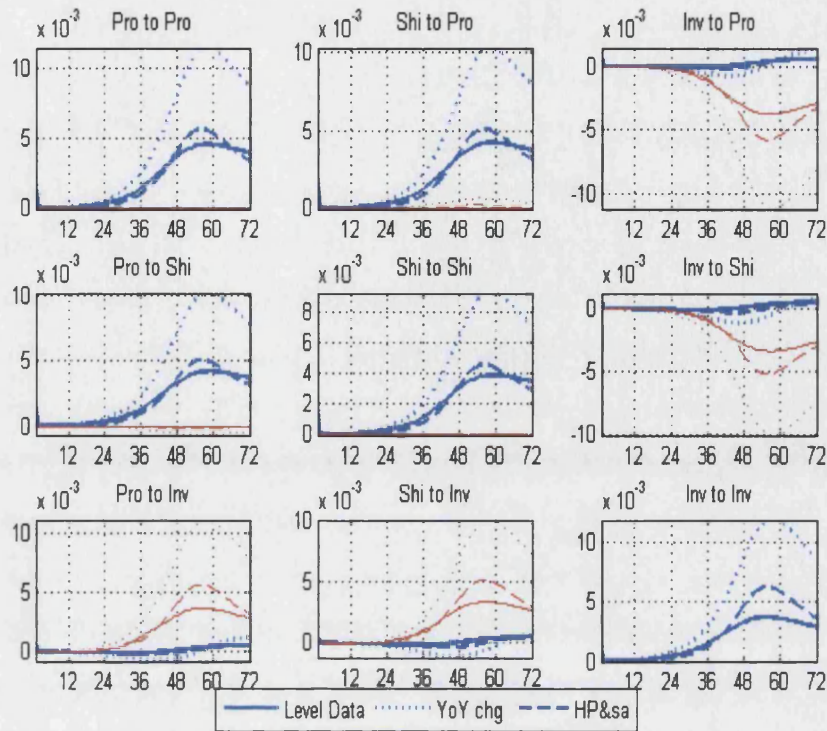 Pro to Pro
x 10^-3
10
5
0
12 24 36 48 60 72
Shi to Pro
x 10^-3
10
5
0
12 24 36 48 60 72
Inv to Pro
x 10^-3
0
-5
-10
12 24 36 48 60 72
Pro to Shi
x 10^-3
10
5
0
12 24 36 48 60 72
Shi to Shi
x 10^-3
8
6
4
2
0
12 24 36 48 60 72
Inv to Shi
x 10^-3
0
-5
-10
12 24 36 48 60 72
Pro to Inv
x 10^-3
10
5
0
12 24 36 48 60 72
Shi to Inv
x 10^-3
10
5
0
12 24 36 48 60 72
Inv to Inv
x 10^-3
10
5
0
12 24 36 48 60 72
Level Data YoY chg HP&sa